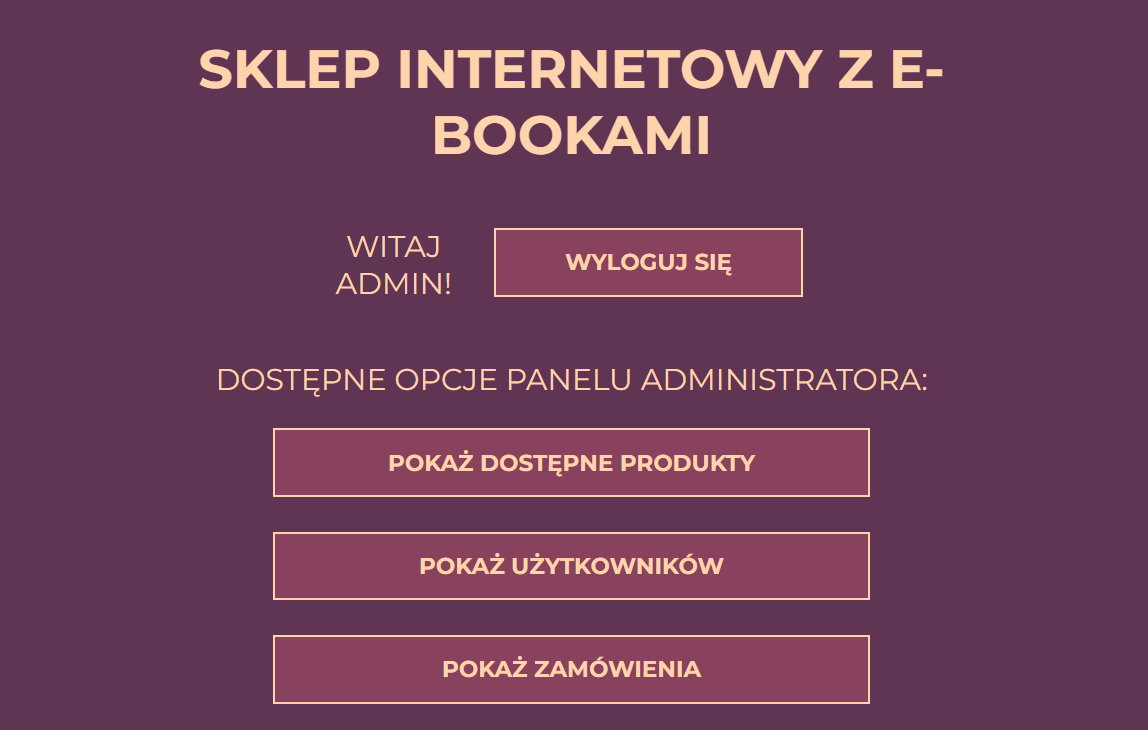 SKLEP INTERNETOWY Z E-
BOOKAMI
WITAJ
ADMIN!
WYLOGUJ SIĘ
DOSTĘPNE OPCJE PANELU ADMINISTRATORA:
POKAŻ DOSTĘPNE PRODUKTY
POKAŻ UŻYTKOWNIKÓW
POKAŻ ZAMÓWIENIA